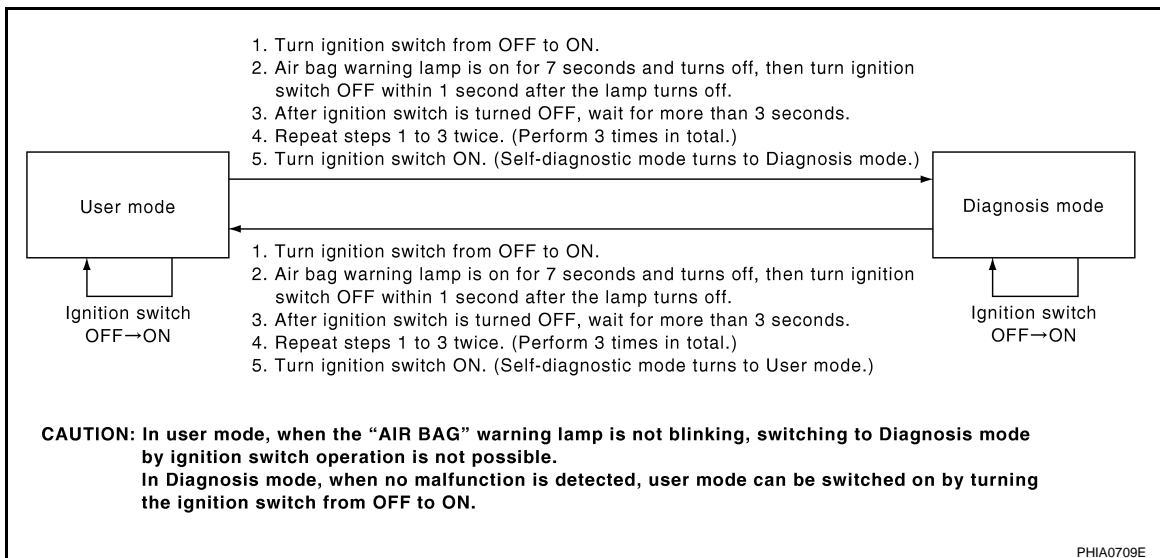 1. Turn ignition switch from OFF to ON.
2. Air bag warning lamp is on for 7 seconds and turns off, then turn ignition
switch OFF within 1 second after the lamp turns off.
3. After ignition switch is turned OFF, wait for more than 3 seconds.
4. Repeat steps 1 to 3 twice. (Perform 3 times in total.)
5. Turn ignition switch ON. (Self-diagnostic mode turns to Diagnosis mode.)
User mode
Diagnosis mode
1. Turn ignition switch from OFF to ON.
2. Air bag warning lamp is on for 7 seconds and turns off, then turn ignition
switch OFF within 1 second after the lamp turns off.
3. After ignition switch is turned OFF, wait for more than 3 seconds.
4. Repeat steps 1 to 3 twice. (Perform 3 times in total.)
5. Turn ignition switch ON. (Self-diagnostic mode turns to User mode.)
Ignition switch
OFF→ON
Ignition switch
OFF→ON
CAUTION: In user mode, when the “AIR BAG” warning lamp is not blinking, switching to Diagnosis mode
by ignition switch operation is not possible.
In Diagnosis mode, when no malfunction is detected, user mode can be switched on by turning
the ignition switch from OFF to ON.
PHIA0709E